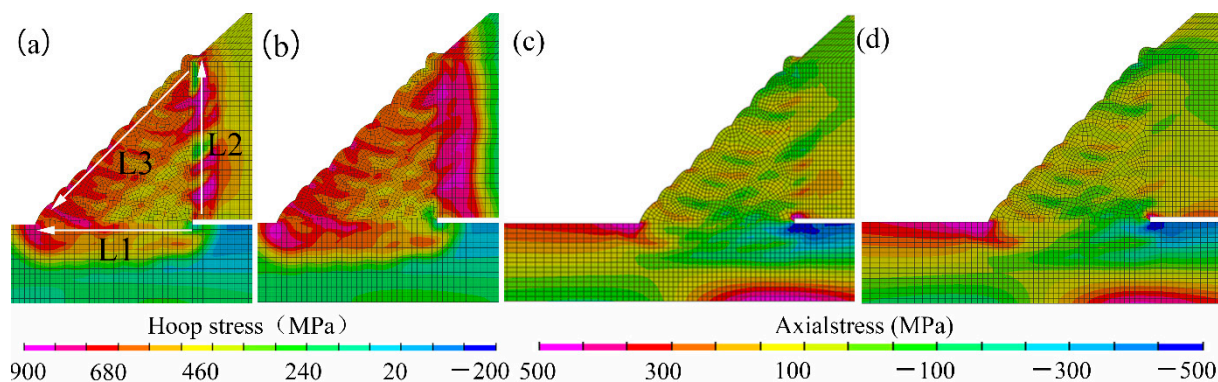 (a) (b) (c) (d)
L3 L2
L1
Hoop stress（MPa） Axialstress (MPa)
900 680 460 240 20 −200 500 300 100 −100 −300 −500